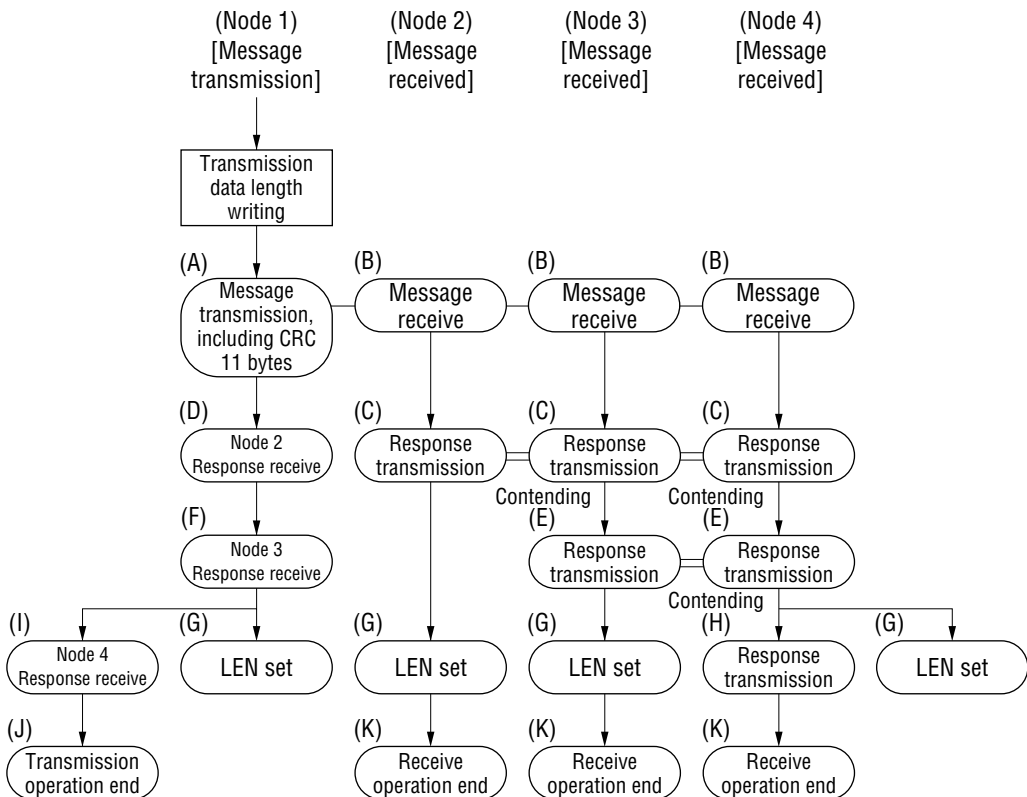 (Node 1)
[Message
transmission]
(Node 2)
[Message
received]
(Node 3)
[Message
received]
(Node 4)
[Message
received]
Transmission
data length
writing
(A)
Message
transmission,
including CRC
11 bytes
(B)
Message
receive
(B)
Message
receive
(B)
Message
receive
(D)
Node 2
Response receive
(C)
Response
transmission
(C)
Response
transmission
(C)
Response
transmission
Contending
Contending
(F)
Node 3
Response receive
(E)
Response
transmission
(E)
Response
transmission
Contending
(I)
Node 4
Response receive
(G)
LEN set
(G)
LEN set
(G)
LEN set
(H)
Response
transmission
(G)
LEN set
(J)
Transmission
operation end
(K)
Receive
operation end
(K)
Receive
operation end
(K)
Receive
operation end